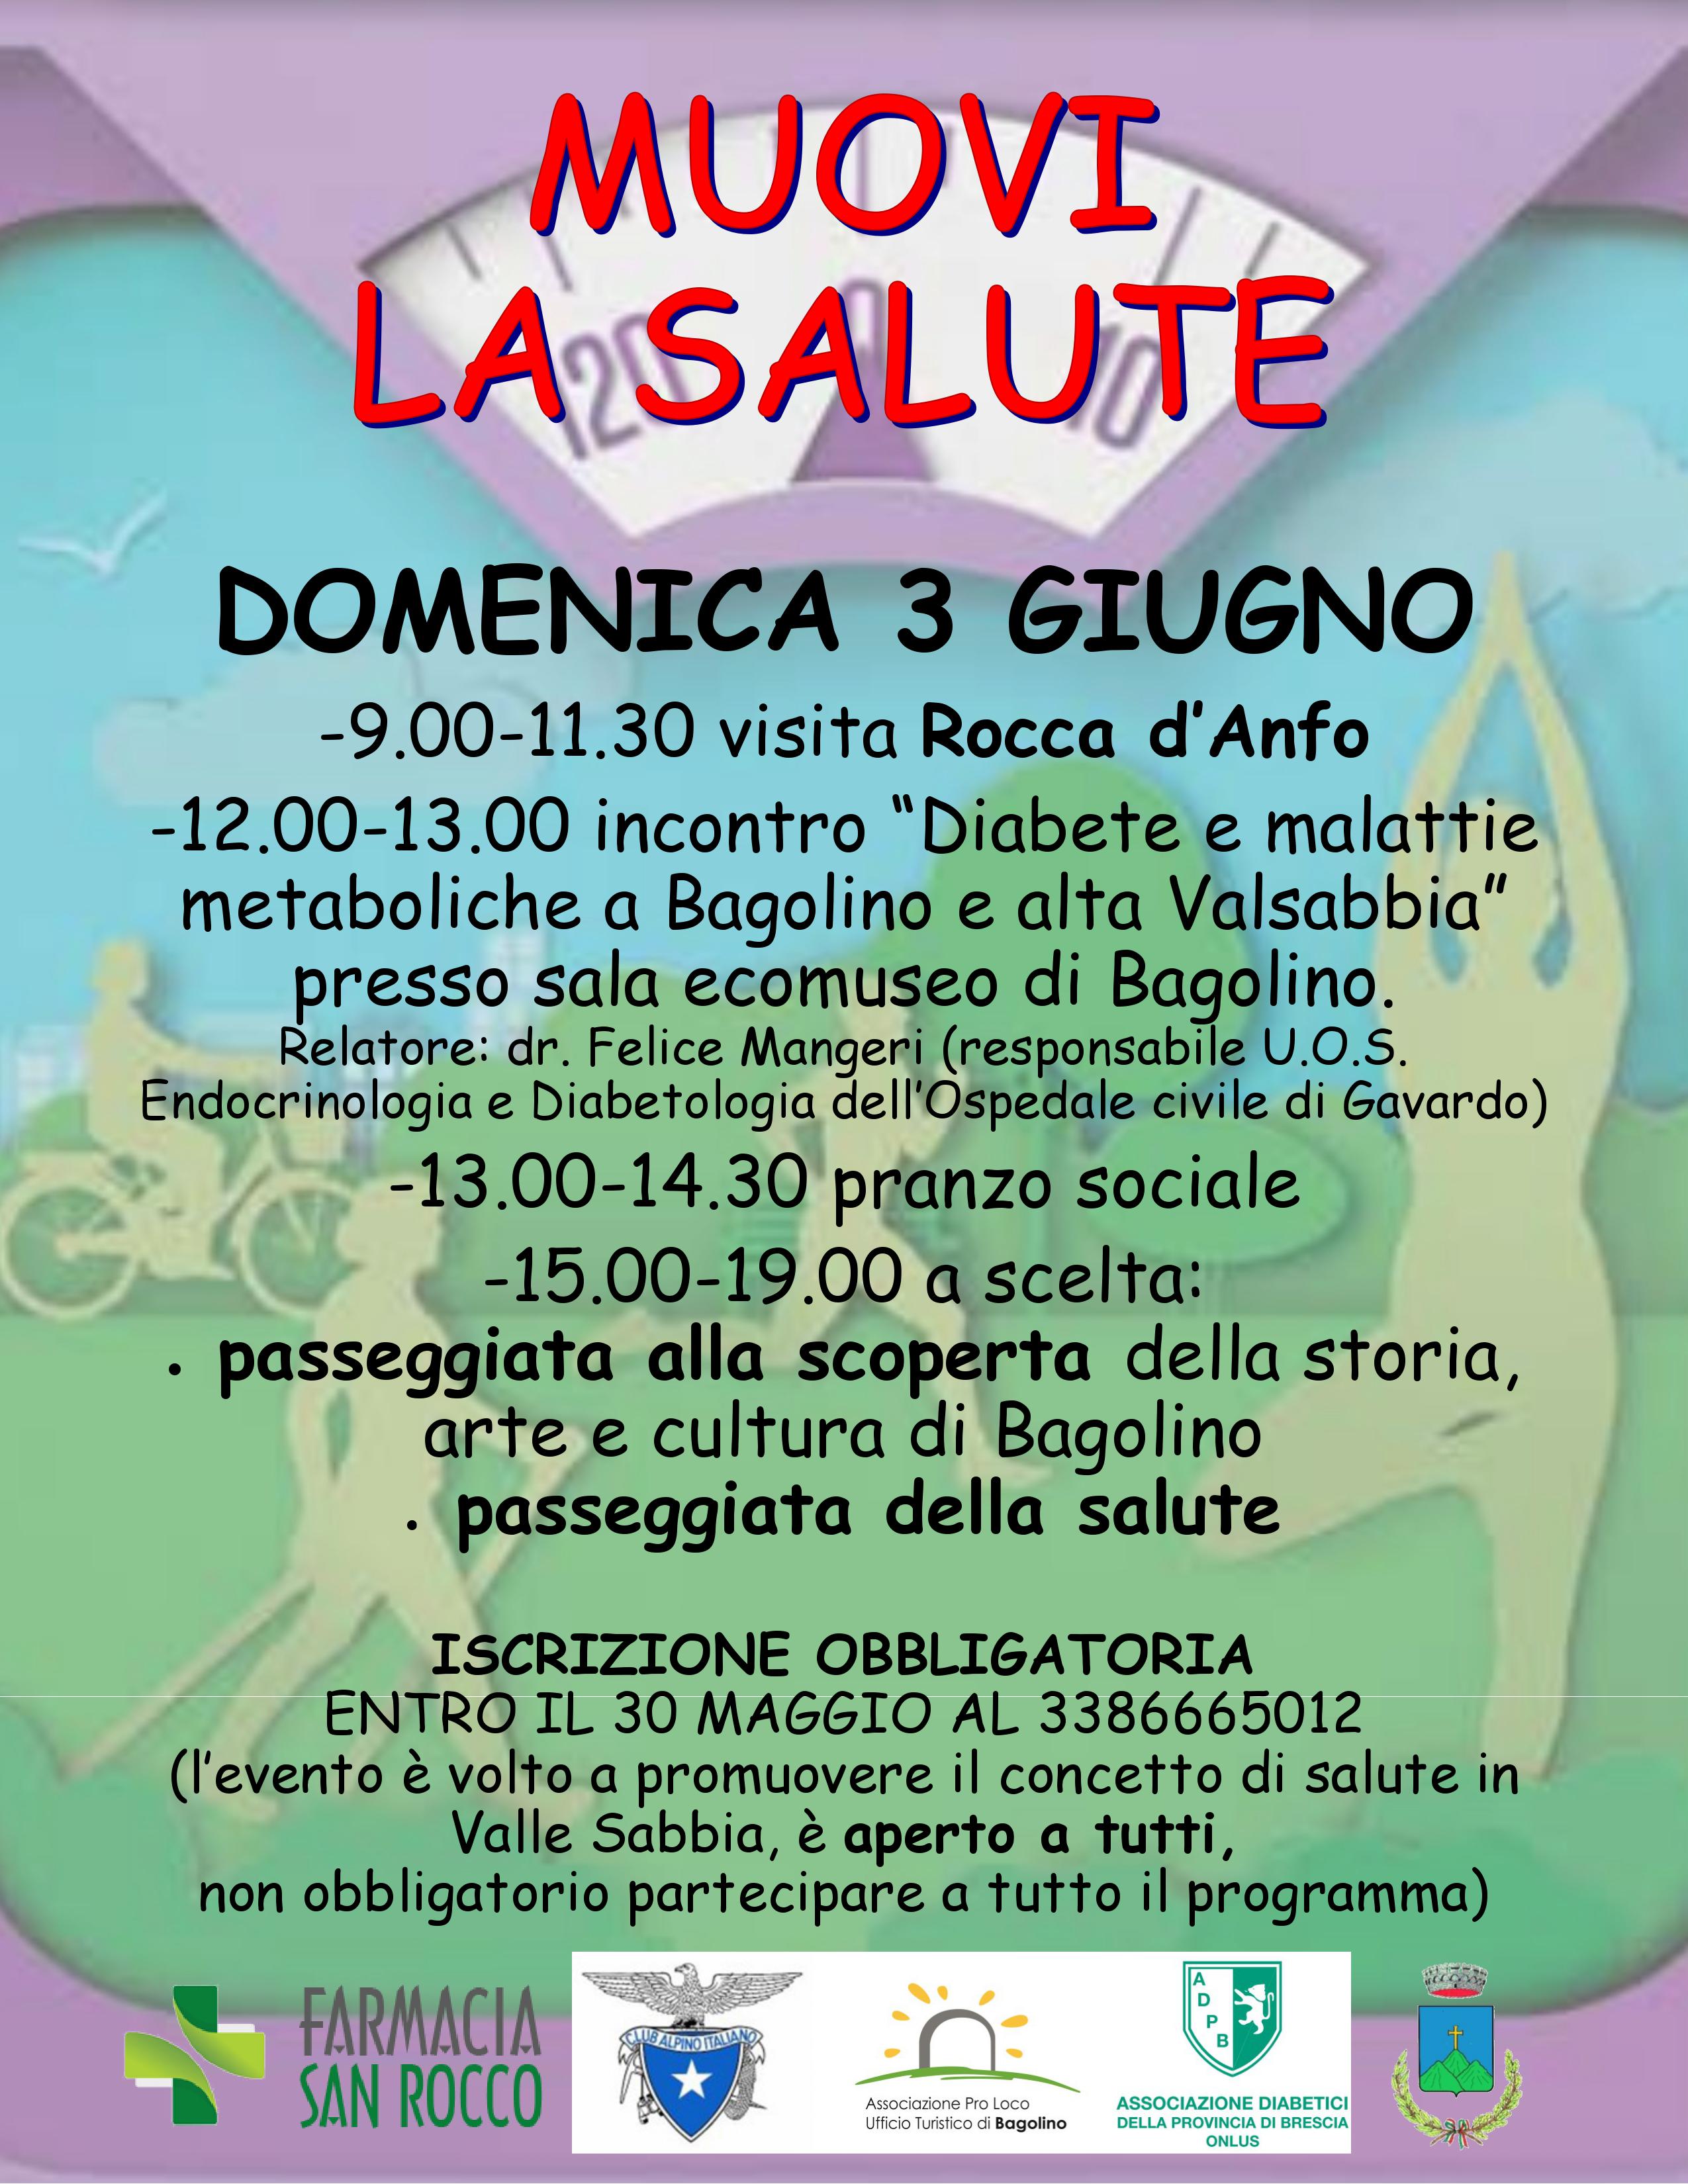 MUOVI
LA SALUTE
120 0 10
DOMENICA 3 GIUGNO
-9.00-11.30 visita Rocca d’Anfo
-12.00-13.00 incontro “Diabete e malattie
metaboliche a Bagolino e alta Valsabbia”
presso sala ecomuseo di Bagolino.
Relatore: dr. Felice Mangeri (responsabile U.O.S.
Endocrinologia e Diabetologia dell’Ospedale civile di Gavardo)
-13.00-14.30 pranzo sociale
-15.00-19.00 a scelta:
• passeggiata alla scoperta della storia,
arte e cultura di Bagolino
• passeggiata della salute
ISCRIZIONE OBBLIGATORIA
ENTRO IL 30 MAGGIO AL 3386665012
(l’evento è volto a promuovere il concetto di salute in
Valle Sabbia, è aperto a tutti,
non obbligatorio partecipare a tutto il programma)
FARMACIA
SAN ROCCO
CLUB ALPINO ITALIANO
Associazione Pro Loco
Ufficio Turistico di Bagolino
A
D
P
B
ASSOCIAZIONE DIABETICI
DELLA PROVINCIA DI BRESCIA
ONLUS